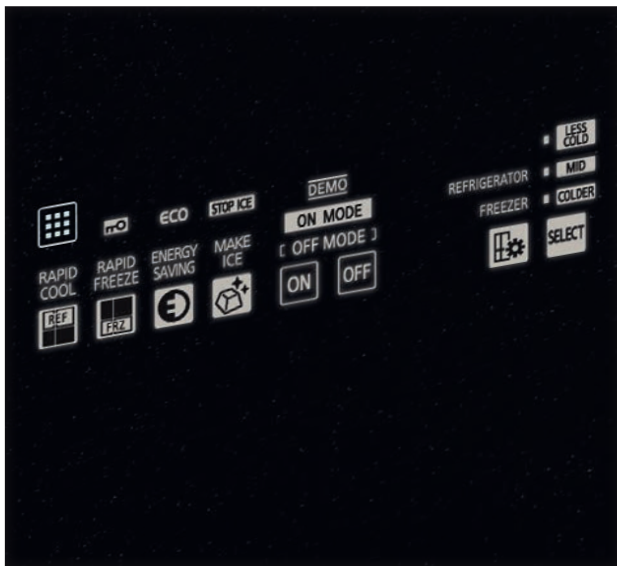 LESS
COLD
MID
COLDER
REFRIGERATOR
FREEZER
SELECT
DEMO
ON MODE
[ OFF MODE ]
ON
OFF
ECO
STOP ICE
RAPID
COOL
RAPID
FREEZE
ENERGY
SAVING
MAKE
ICE
REF
FRZ